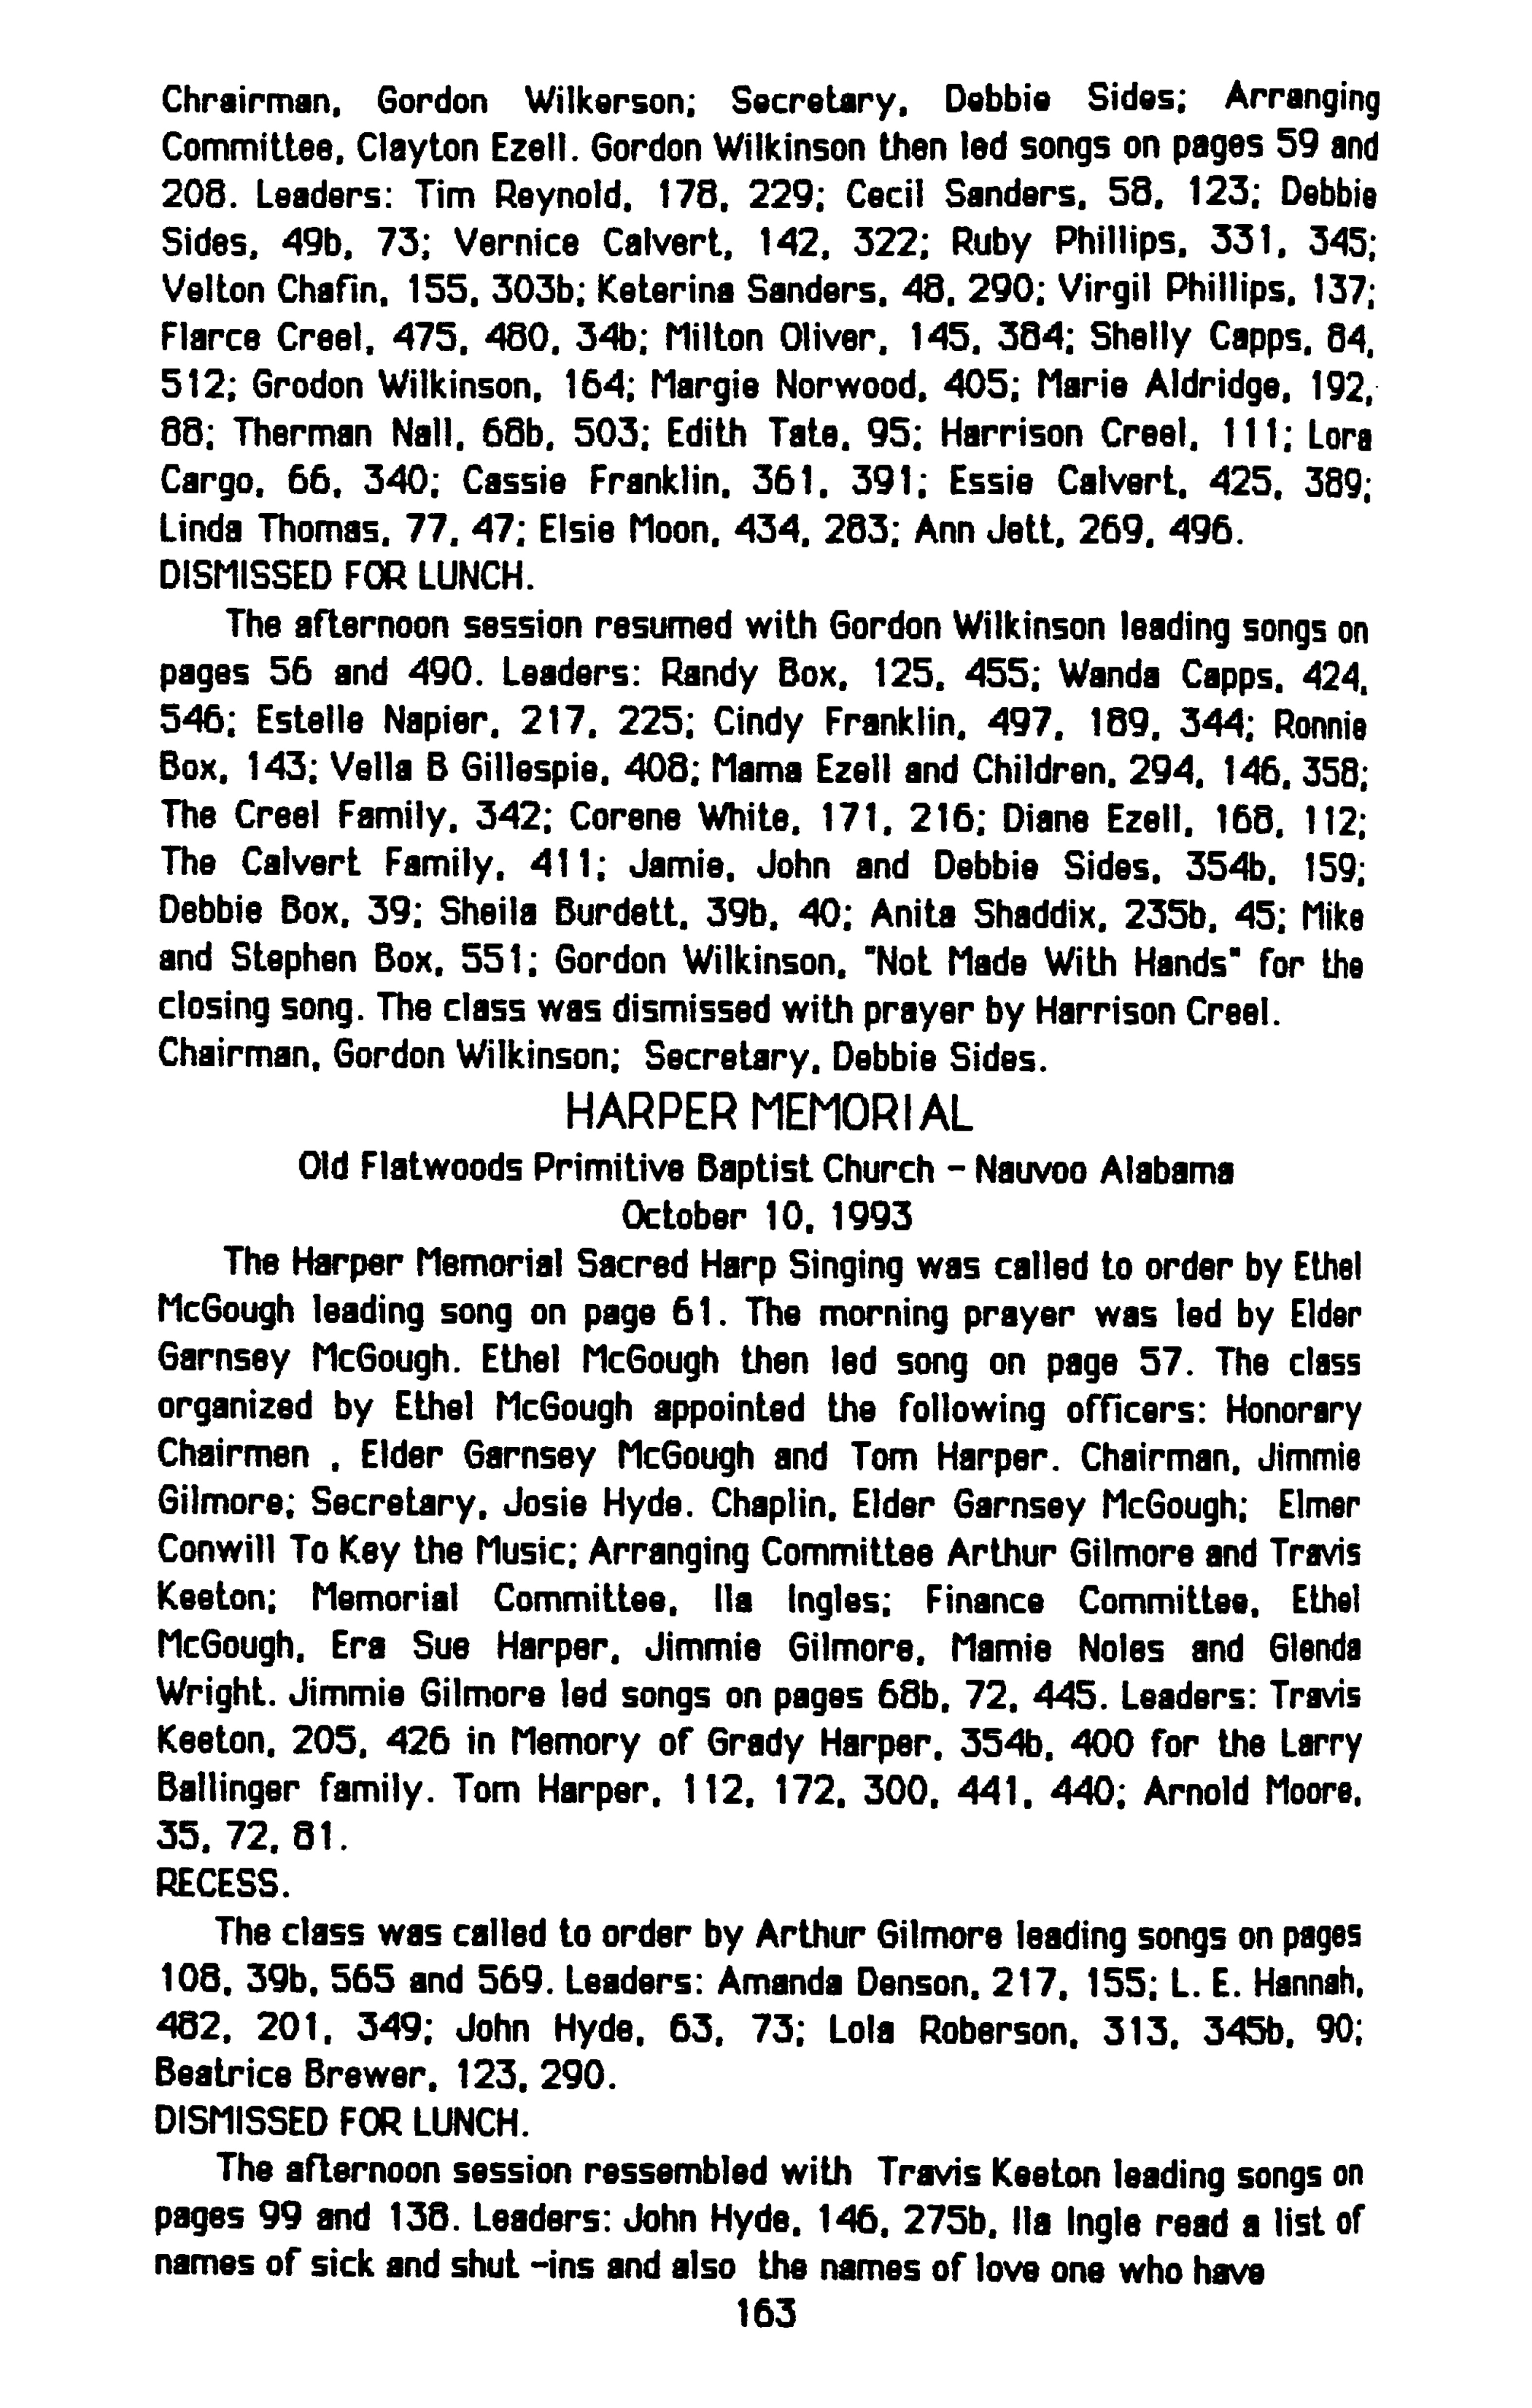 Chrairman, Gordon Wilkerson; Secretary, Debbie Sides; Arranging
Committee, Clayton Ezell. Gordon Wilkinson then led songs on pages 59 and
208. Leaders: Tim Reynold, 178, 229; Cecil Sanders, 58, 123; Debbie
Sides, 49b, 73; Vernice Calvert, 142, 322; Ruby Phillips, 331, 345;
Velton Chafin, 155, 303b; Keterina Sanders, 48, 290; Virgil Phillips, 137;
Flarce Creel, 475, 480, 34b; Milton Oliver, 145, 384; Shelly Capps, 84,
512; Grodon Wilkinson, 164; Margie Norwood, 405; Marie Aldridge, 192,
88; Therman Nall, 68b, 503; Edith Tate, 95; Harrison Creel, 111; Lora
Cargo, 66, 340; Cassie Franklin, 361, 391; Essie Calvert, 425, 389;
Linda Thomas, 77, 47; Elsie Moon, 434, 283; Ann Jett, 269, 496.
DISMISSED FOR LUNCH.
The afternoon session resumed with Gordon Wilkinson leading songs on
pages 56 and 490. Leaders: Randy Box, 125, 455; Wanda Capps, 424,
546; Estelle Napier, 217, 225; Cindy Franklin, 497, 189, 344; Ronnie
Box, 143; Vella B Gillespie, 408; Mama Ezell and Children, 294, 146, 358;
The Creel Family, 342; Corene White, 171, 216; Diane Ezell, 168, 112;
The Calvert Family, 411; Jamie, John and Debbie Sides, 354b, 159;
Debbie Box, 39; Sheila Burdett, 39b, 40; Anita Shaddix, 235b, 45; Mike
and Stephen Box, 551; Gordon Wilkinson, "Not Made With Hands" for the
closing song. The class was dismissed with prayer by Harrison Creel.
Chairman, Gordon Wilkinson; Secretary, Debbie Sides.
HARPER MEMORIAL
Old Flatwoods Primitive Baptist Church - Nauvoo Alabama
October 10, 1993
The Harper Memorial Sacred Harp Singing was called to order by Ethel
McGough leading song on page 61. The morning prayer was led by Elder
Garnsey McGough. Ethel McGough then led song on page 57. The class
organized by Ethel McGough appointed the following officers: Honorary
Chairmen , Elder Garnsey McGough and Tom Harper. Chairman, Jimmie
Gilmore; Secretary, Josie Hyde. Chaplin, Elder Garnsey McGough; Elmer
Conwill To Key the Music; Arranging Committee Arthur Gilmore and Travis
Keeton; Memorial Committee, Ila Ingles; Finance Committee, Ethel
McGough, Era Sue Harper, Jimmie Gilmore, Mamie Noles and Glenda
Wright. Jimmie Gilmore led songs on pages 68b, 72, 445. Leaders: Travis
Keeton, 205, 426 in Memory of Grady Harper, 354b, 400 for the Larry
Ballinger family. Tom Harper, 112, 172, 300, 441, 440; Arnold Moore,
35, 72, 81.
RECESS.
The class was called to order by Arthur Gilmore leading songs on pages
108, 39b, 565 and 569. Leaders: Amanda Denson, 217, 155; L. E. Hannah,
482, 201, 349; John Hyde, 63, 73; Lola Roberson, 313, 345b, 90;
Beatrice Brewer, 123, 290.
DISMISSED FOR LUNCH.
The afternoon session ressembled with Travis Keeton leading songs on
pages 99 and 138. Leaders: John Hyde, 146, 275b, Ila Ingle read a list of
names of sick and shut -ins and also the names of love one who have
163